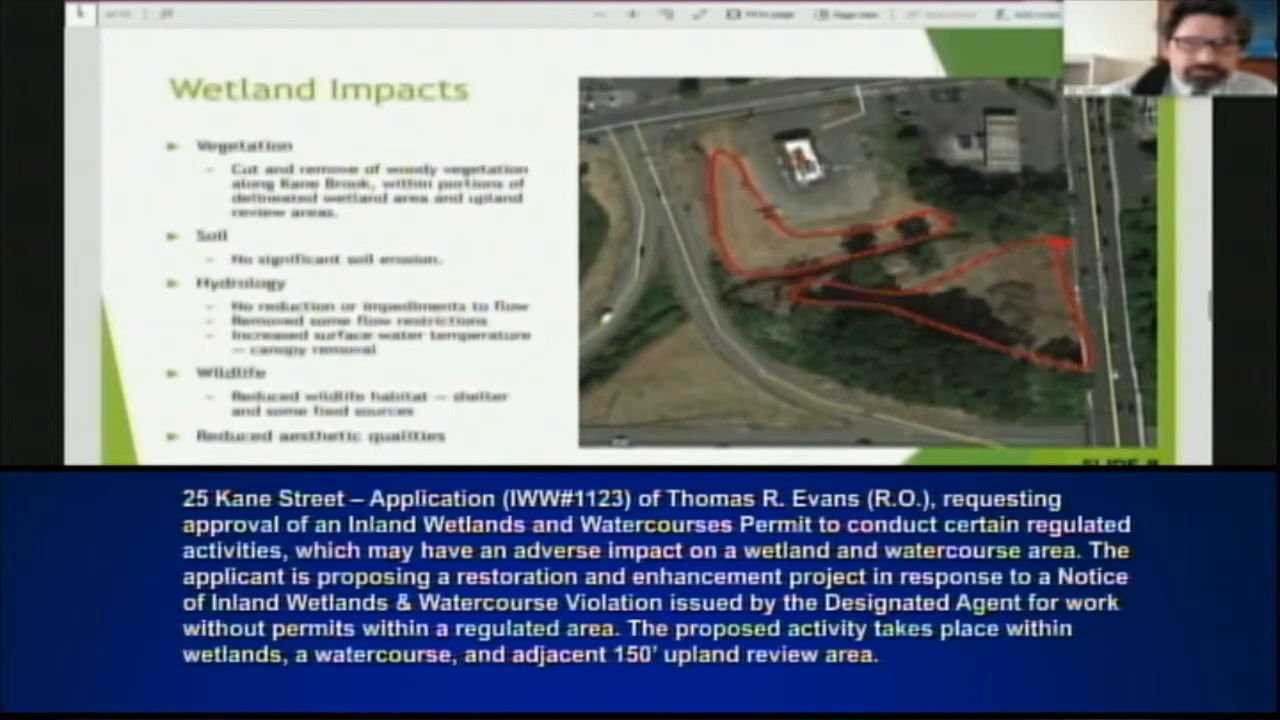 Wetland Impacts
Vegetation
– Cut and remove of woody vegetation
along Kane Brook, within portions of
delineated wetland area and upland
review areas.
Soil
– No significant soil erosion.
Hydrology
– No reduction or impediments to flow
– Removed some flow restrictions
– Increased surface water temperature
— canopy removal
Wildlife
– Reduced wildlife habitat — shelter
and some food sources
Reduced aesthetic qualities
25 Kane Street – Application (IWW#1123) of Thomas R. Evans (R.O.), requesting
approval of an Inland Wetlands and Watercourses Permit to conduct certain regulated
activities, which may have an adverse impact on a wetland and watercourse area. The
applicant is proposing a restoration and enhancement project in response to a Notice
of Inland Wetlands & Watercourse Violation issued by the Designated Agent for work
without permits within a regulated area. The proposed activity takes place within
wetlands, a watercourse, and adjacent 150' upland review area.